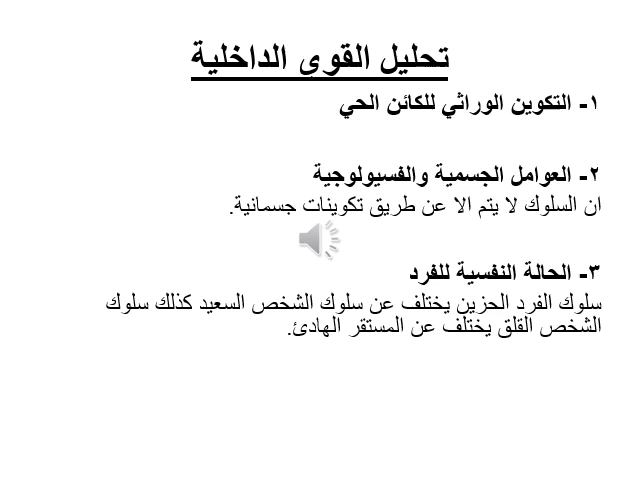 تحليل القوى الداخلية
١- التكوين الوراثي للكائن الحي
٢- العوامل الجسمية والفسيولوجية
ان السلوك لا يتم الا عن طريق تكوينات جسمانية.
٣- الحالة النفسية للفرد
سلوك الفرد الحزين يختلف عن سلوك الشخص السعيد كذلك سلوك
الشخص القلق يختلف عن المستقر الهادئ.